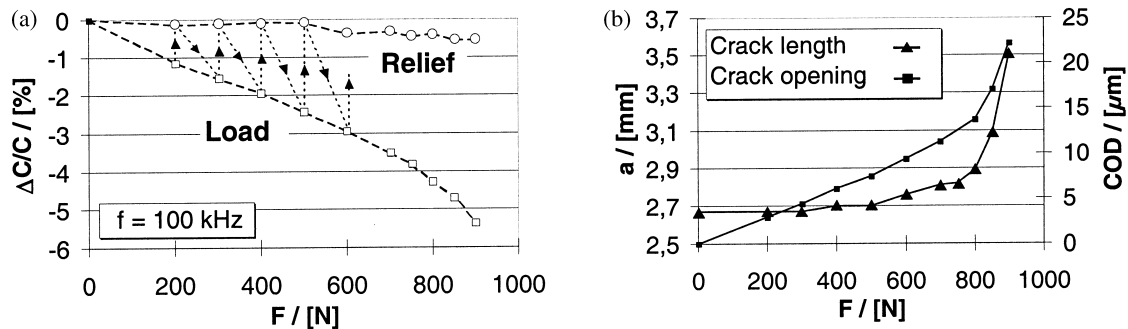 (a)
0
-1
-2
-3
-4
-5
-6
ΔC/C / [%]
Relief
Load
f = 100 kHz
0 200 400 600 800 1000
F / [N]
(b)
3,7
3,5
3,3
3,1
2,9
2,7
2,5
a / [mm]
Crack length
Crack opening
25
20
15
10
5
0
COD / [µm]
0 200 400 600 800 1000
F / [N]